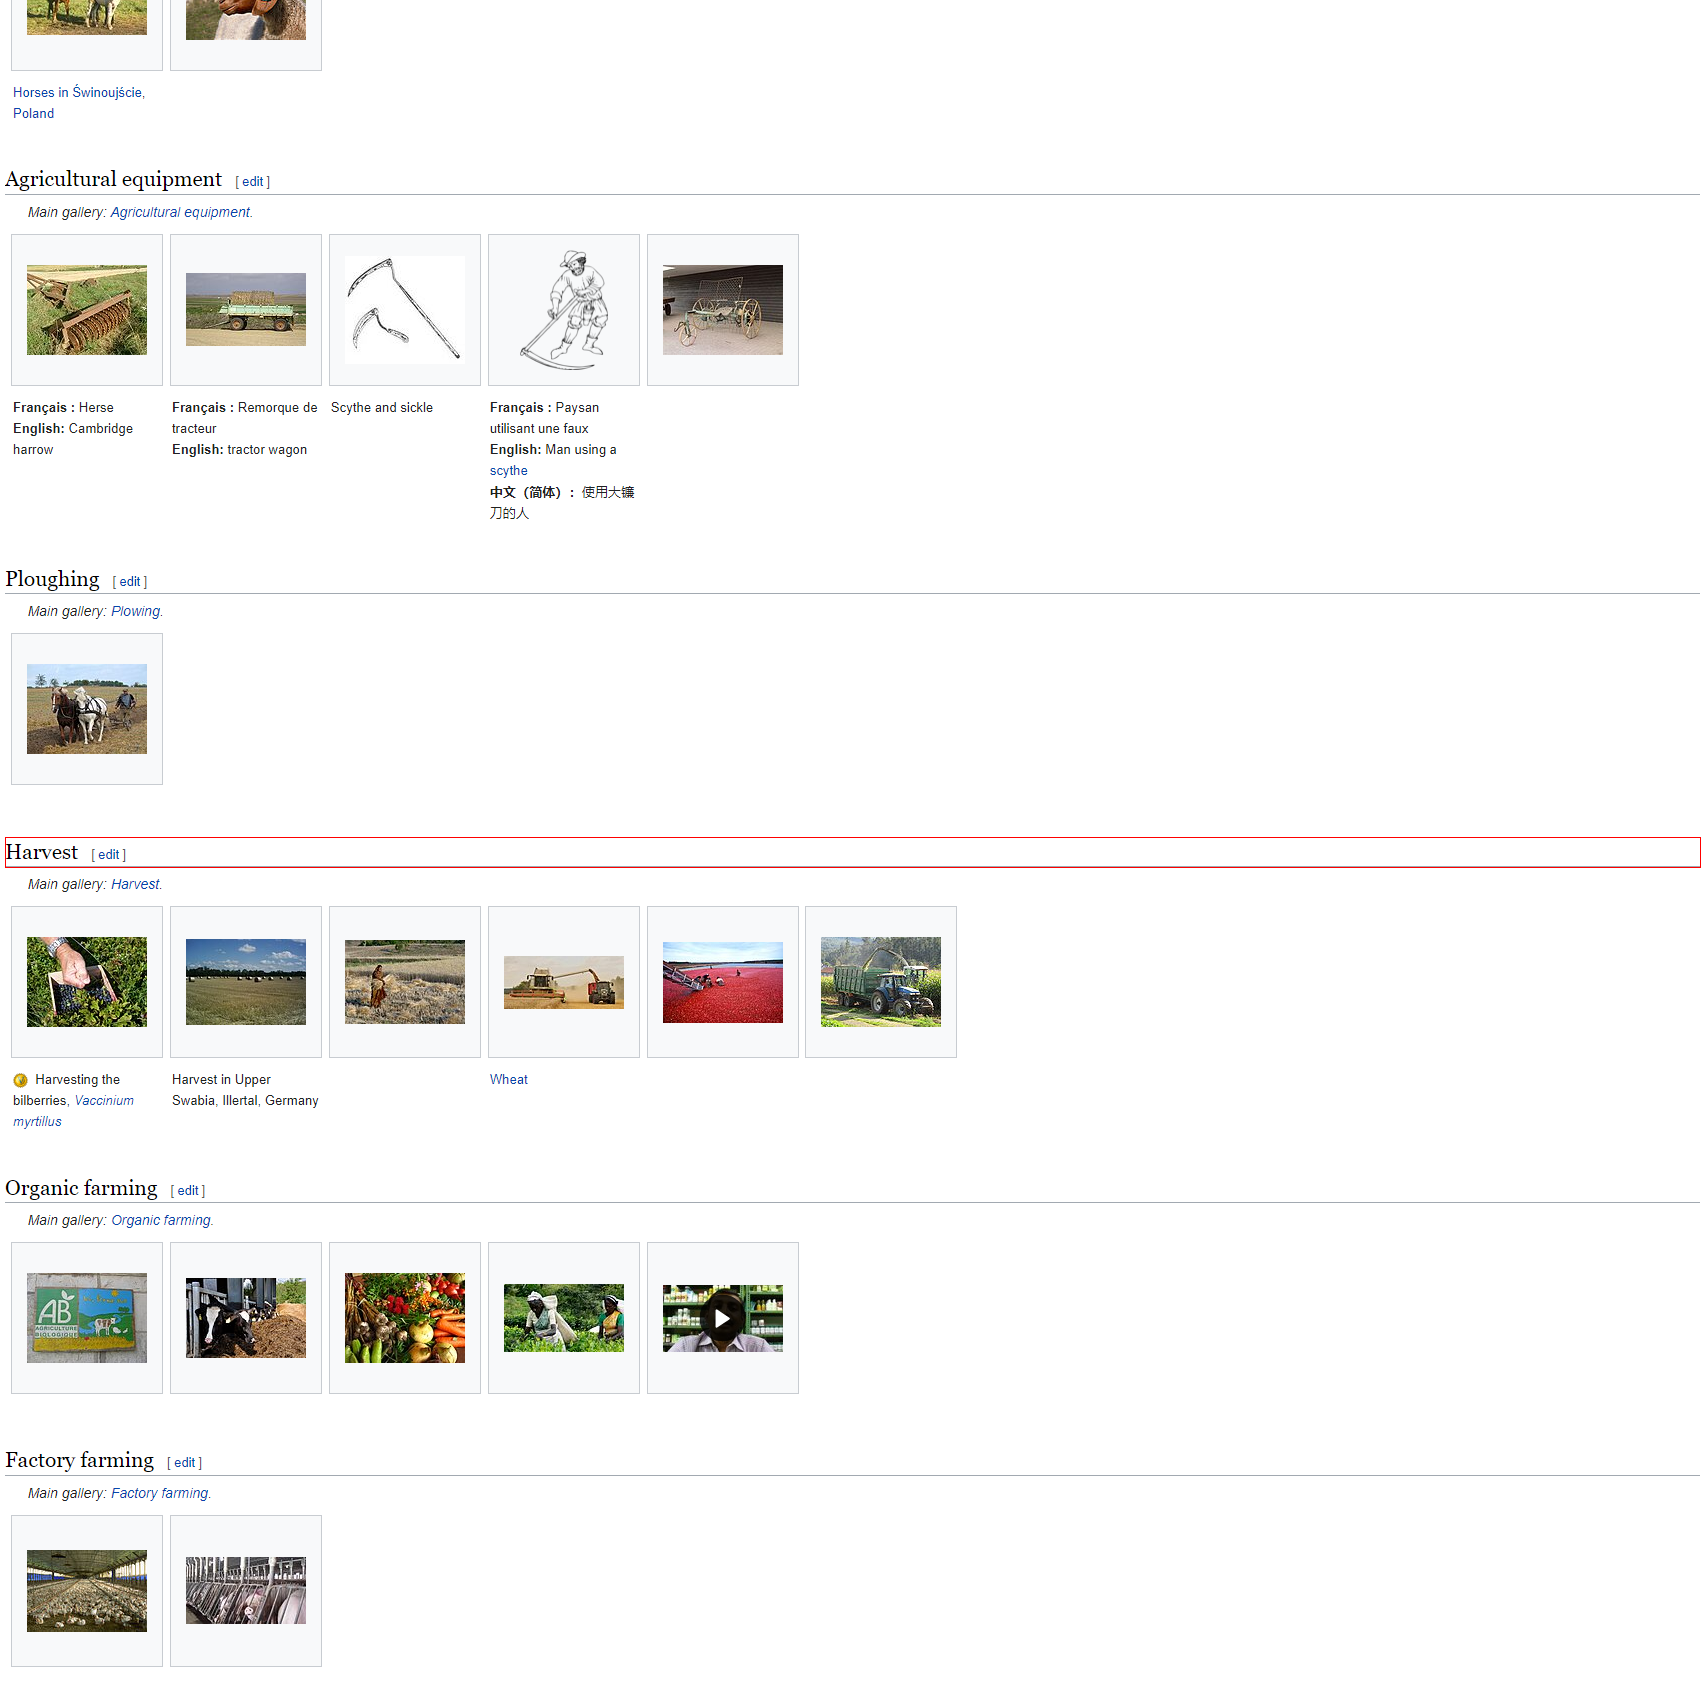 Horses in Świnoujście,
Poland
Agricultural equipment [ edit ]
Main gallery: Agricultural equipment.
Français : Herse
English: Cambridge
harrow
Français : Remorque de
tracteur
English: tractor wagon
Scythe and sickle
Français : Paysan
utilisant une faux
English: Man using a
scythe
中文（简体）： 使用大镰
刀的人
Ploughing [ edit ]
Main gallery: Plowing.
Harvest [ edit ]
Main gallery: Harvest.
Harvesting the
bilberries, Vaccinium
myrtillus
Harvest in Upper
Swabia, Illertal, Germany
Wheat
Organic farming [ edit ]
Main gallery: Organic farming.
AB
AGRICULTURE
BIOLOGIQUE
Factory farming [ edit ]
Main gallery: Factory farming.